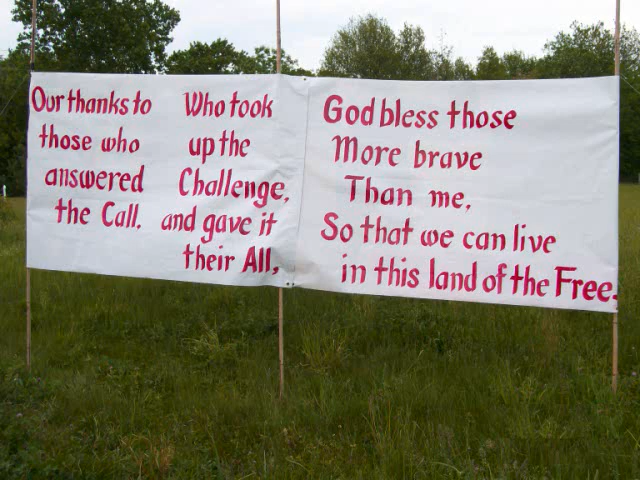 Our thanks to
those who
answered
the Call.
Who took
up the
Challenge,
and gave it
their All,
God bless those
More brave
Than me,
So that we can live
in this land of the Free.